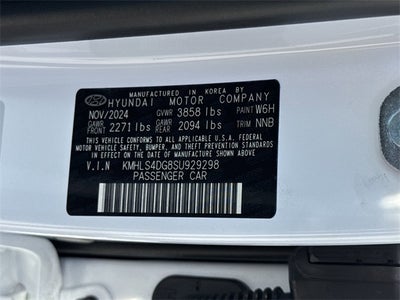 MANUFACTURED IN KOREA BY
HYUNDAI MOTOR COMPANY
NOV/2024 GVWR 3858 lbs PAINT W6H
GAWR FRONT 2271 lbs GAWR REAR 2094 lbs TRIM NNB
THIS VEHICLE CONFORMS TO ALL APPLICABLE U.S.A. FEDERAL
MOTOR VEHICLE SAFETY, BUMPER, AND THEFT PREVENTION
STANDARDS IN EFFECT ON THE DATE OF MANUFACTURE SHOWN ABOVE.
V.I.N KMHLS4DG8SU929298
PASSENGER CAR